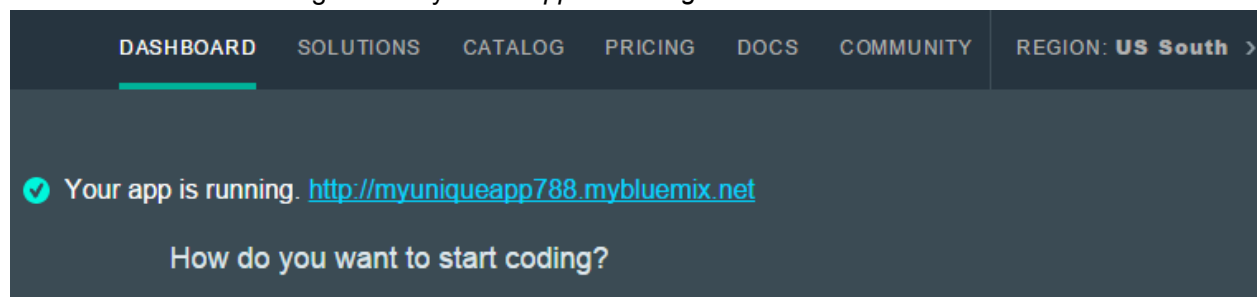 DASHBOARD SOLUTIONS CATALOG PRICING DOCS COMMUNITY REGION: US South >
Your app is running. http://myuniqueapp788.mybluemix.net
How do you want to start coding?